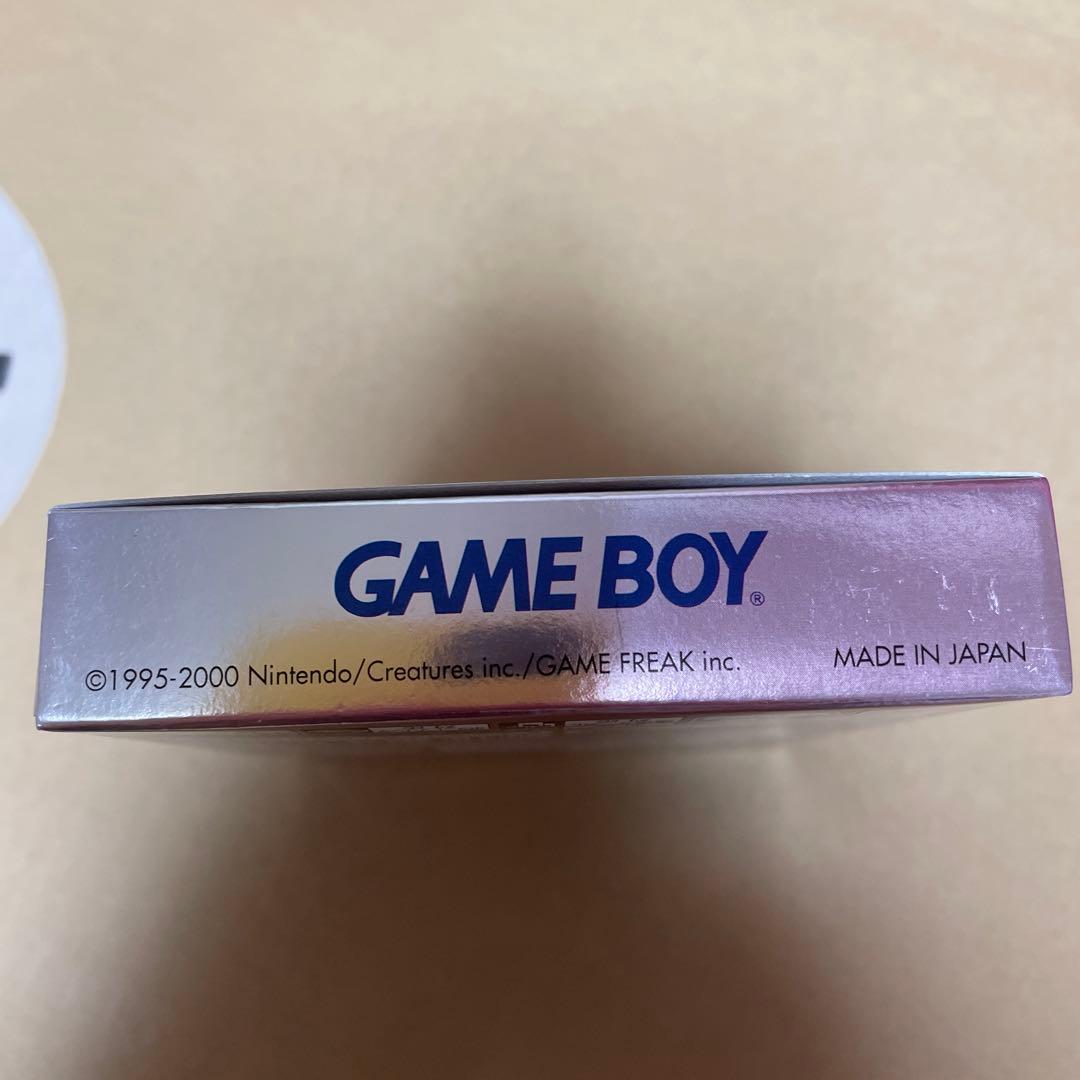 GAME BOY®
©1995-2000 Nintendo/Creatures inc./GAME FREAK inc.
MADE IN JAPAN